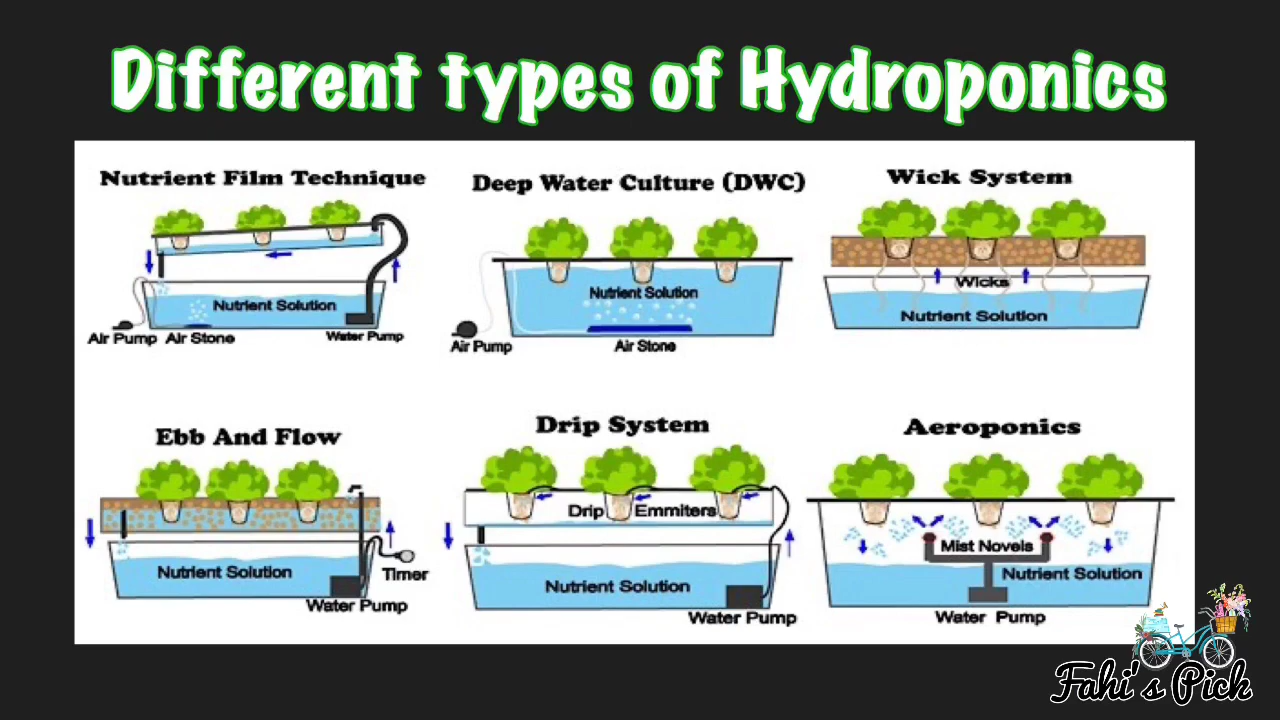 Different types of Hydroponics
Nutrient Film Technique
Nutrient Solution
Air Pump Air Stone
Water Pump
Deep Water Culture (DWC)
Nutrient Solution
Air Pump
Air Stone
Wick System
Wicks
Nutrient Solution
Ebb And Flow
Nutrient Solution
Timer
Water Pump
Drip System
Drip Emmiters
Nutrient Solution
Water Pump
Aeroponics
Mist Novels
Nutrient Solution
Water Pump
Fahi's Pick